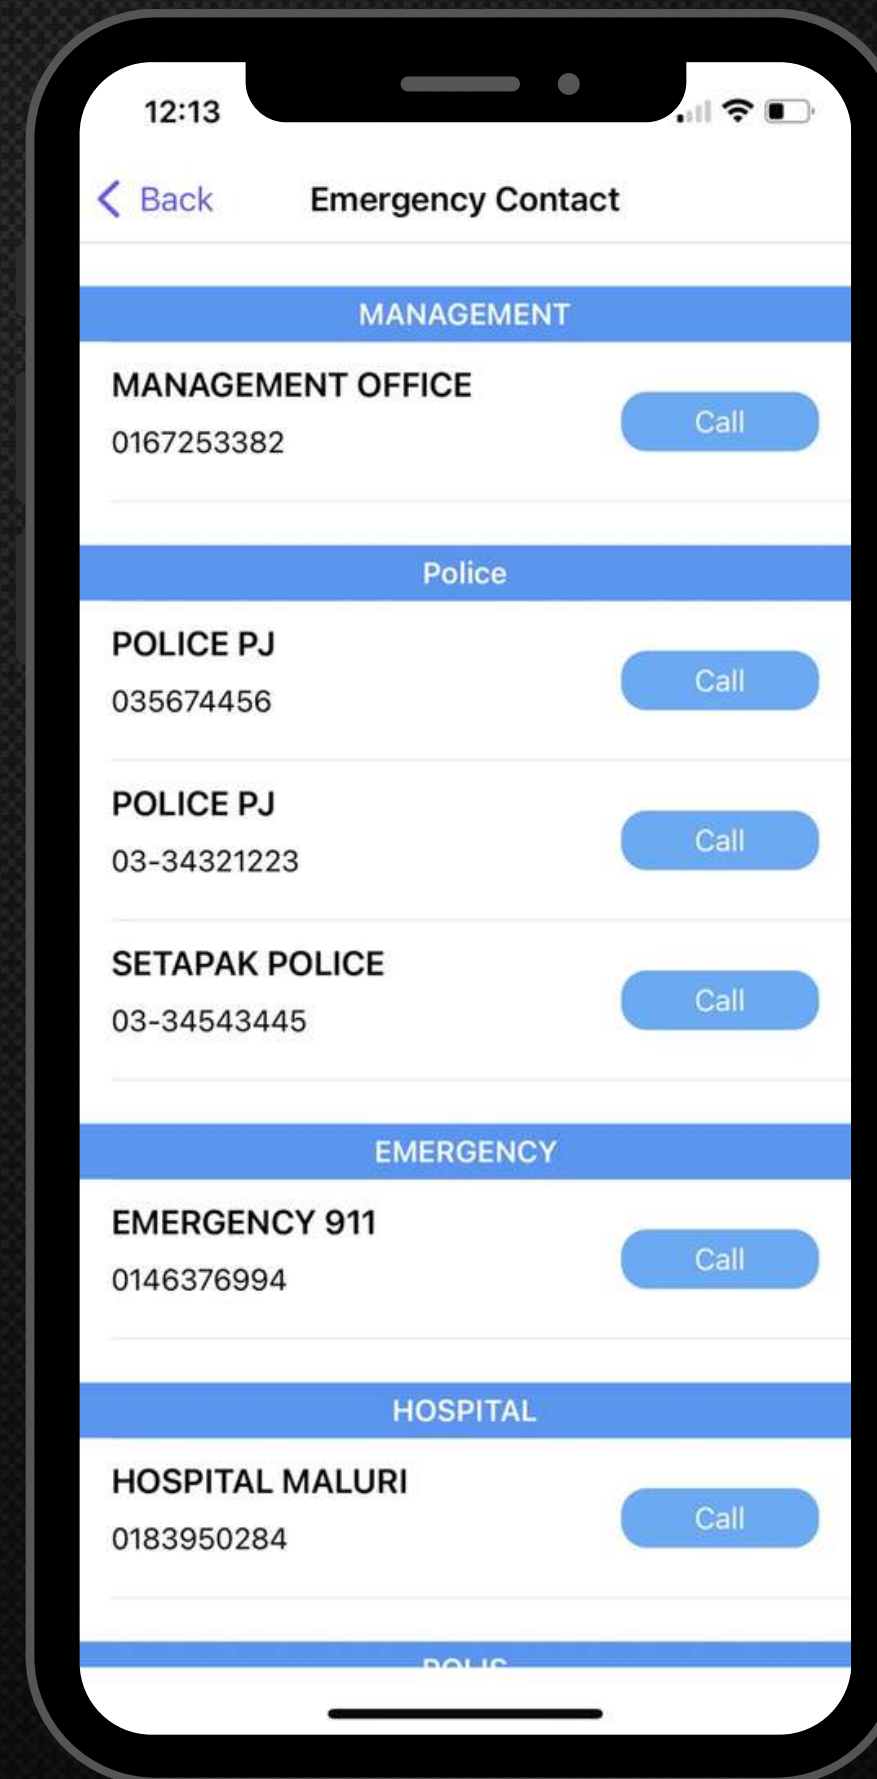 12:13
Back Emergency Contact
MANAGEMENT
MANAGEMENT OFFICE
0167253382
Call
Police
POLICE PJ
035674456
Call
POLICE PJ
03-34321223
Call
SETAPAK POLICE
03-34543445
Call
EMERGENCY
EMERGENCY 911
0146376994
Call
HOSPITAL
HOSPITAL MALURI
0183950284
Call
POLIS